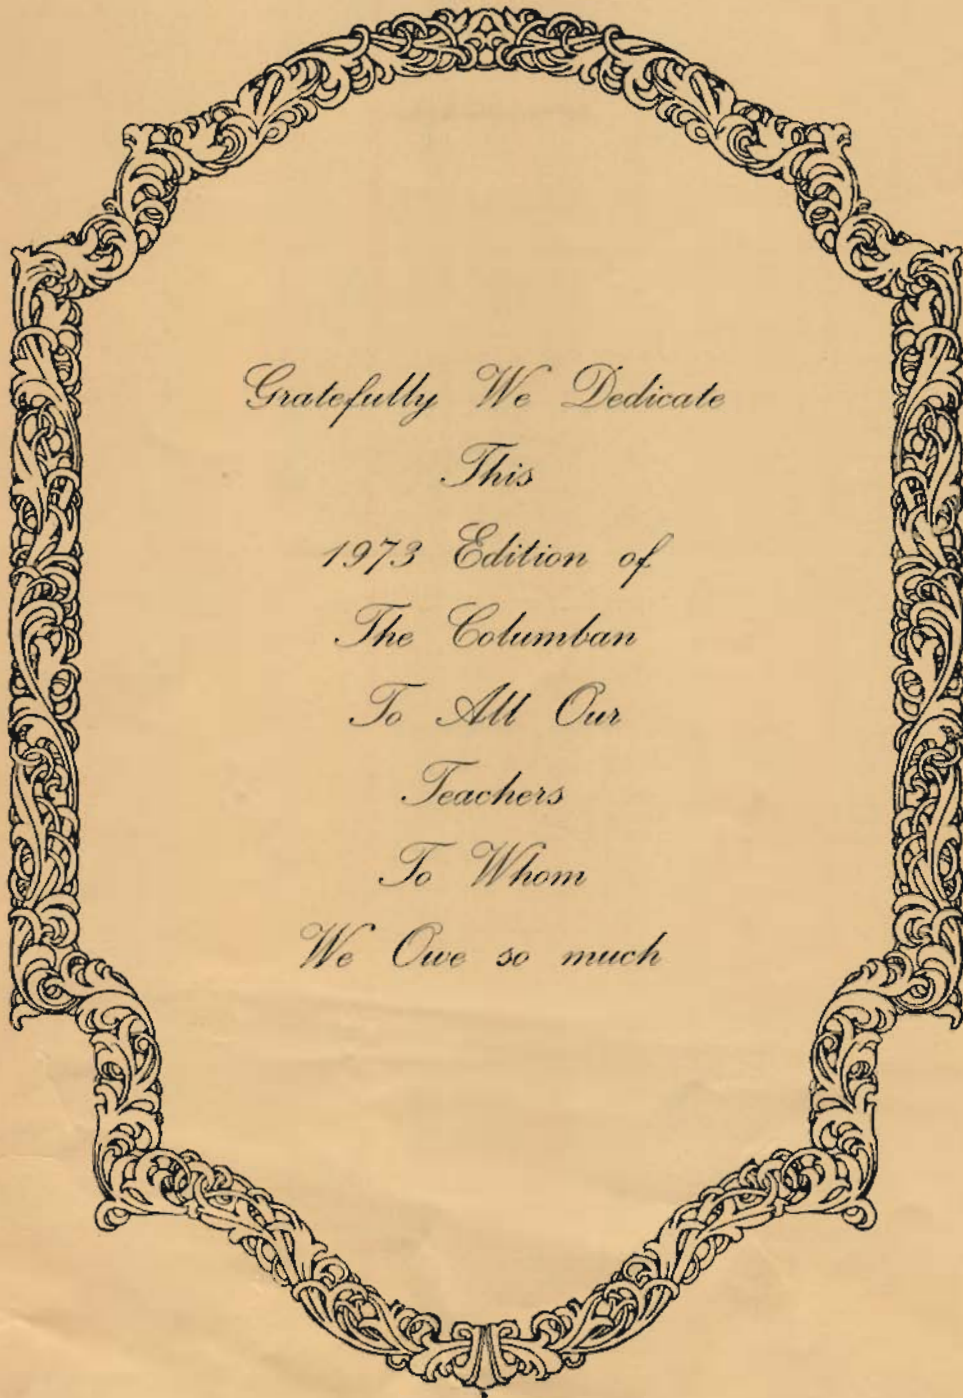 Gratefully We Dedicate
This
1973 Edition of
The Columban
To All Our
Teachers
To Whom
We Owe so much